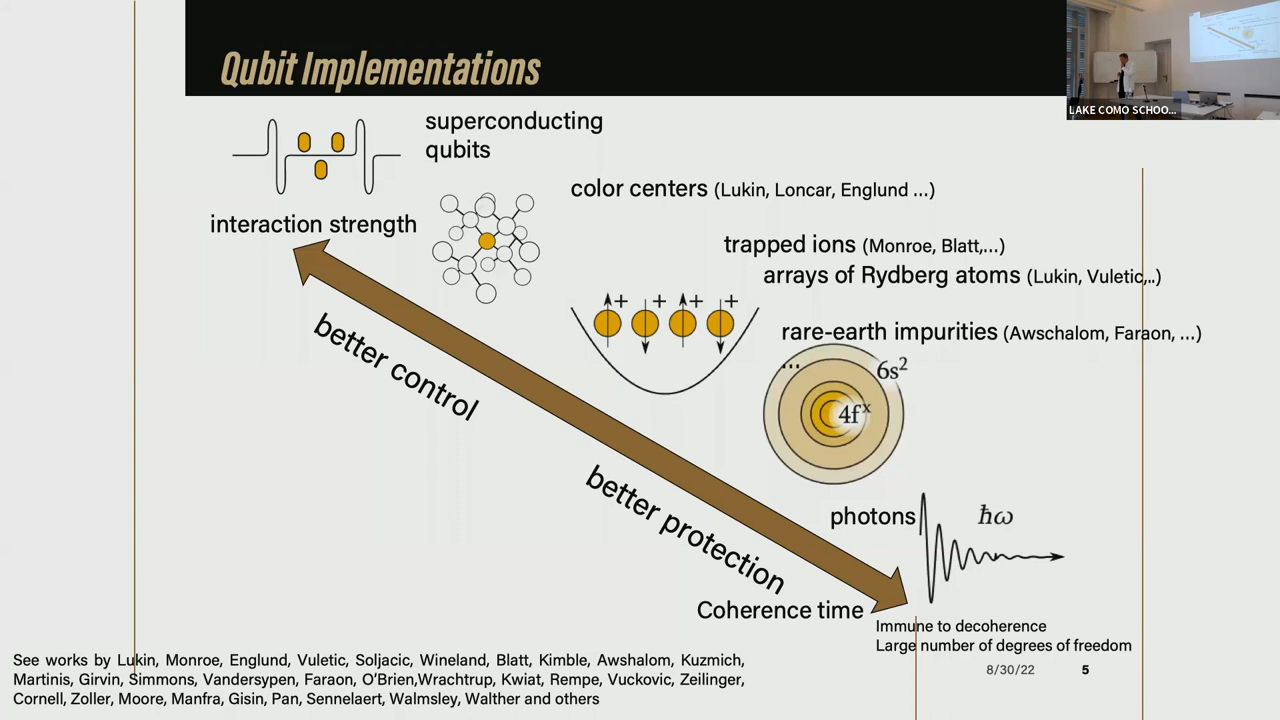 Qubit Implementations
LAKE COMO SCHOO...
superconducting
qubits
color centers (Lukin, Loncar, Englund ...)
interaction strength
trapped ions (Monroe, Blatt,...)
arrays of Rydberg atoms (Lukin, Vuletic,..)
+ + + +
rare-earth impurities (Awschalom, Faraon, ...)
...
6s²
4fˣ
better control
better protection
photons
ħω
Coherence time
Immune to decoherence
Large number of degrees of freedom
See works by Lukin, Monroe, Englund, Vuletic, Soljacic, Wineland, Blatt, Kimble, Awshalom, Kuzmich,
Martinis, Girvin, Simmons, Vandersypen, Faraon, O'Brien,Wrachtrup, Kwiat, Rempe, Vuckovic, Zeilinger,
Cornell, Zoller, Moore, Manfra, Gisin, Pan, Sennelaert, Walmsley, Walther and others
8/30/22 5